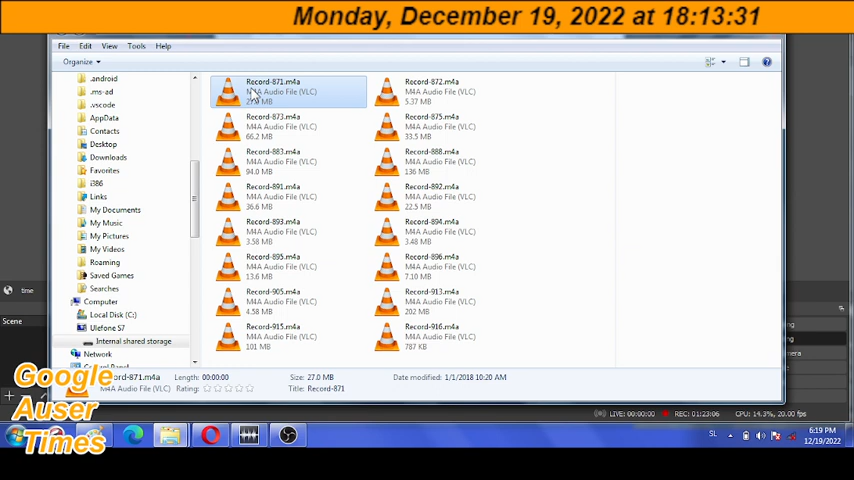 Monday, December 19, 2022 at 18:13:31
File Edit View Tools Help
Organize
.android
.ms-ad
.vscode
AppData
Contacts
Desktop
Downloads
Favorites
i386
Links
My Documents
My Music
My Pictures
My Videos
Roaming
Saved Games
Searches
Computer
Local Disk (C:)
Ulefone S7
Internal shared storage
Network
Record-871.m4a
M4A Audio File (VLC)
Record-872.m4a
M4A Audio File (VLC)
5.37 MB
Record-873.m4a
M4A Audio File (VLC)
66.2 MB
Record-875.m4a
M4A Audio File (VLC)
33.5 MB
Record-883.m4a
M4A Audio File (VLC)
94.0 MB
Record-888.m4a
M4A Audio File (VLC)
136 MB
Record-891.m4a
M4A Audio File (VLC)
36.6 MB
Record-892.m4a
M4A Audio File (VLC)
22.5 MB
Record-893.m4a
M4A Audio File (VLC)
3.58 MB
Record-894.m4a
M4A Audio File (VLC)
3.48 MB
Record-895.m4a
M4A Audio File (VLC)
13.6 MB
Record-896.m4a
M4A Audio File (VLC)
7.10 MB
Record-905.m4a
M4A Audio File (VLC)
4.58 MB
Record-913.m4a
M4A Audio File (VLC)
202 MB
Record-915.m4a
M4A Audio File (VLC)
101 MB
Record-916.m4a
M4A Audio File (VLC)
787 KB
time
Scene
Length: 00:00:00 Size: 27.0 MB Date modified: 1/1/2018 10:20 AM
M4A Audio File (VLC) Rating: Title: Record-871
Google
Auser
Times
LIVE: 00:00:00 REC: 01:23:06 CPU: 14.3%, 20.00 fps
SL
6:19 PM
12/19/2022